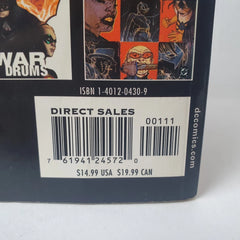 WAR
DRUMS
ISBN 1-4012-0430-9
DIRECT SALES
00111
7 61941 24572 0
$14.99 USA $19.99 CAN
dccomics.com